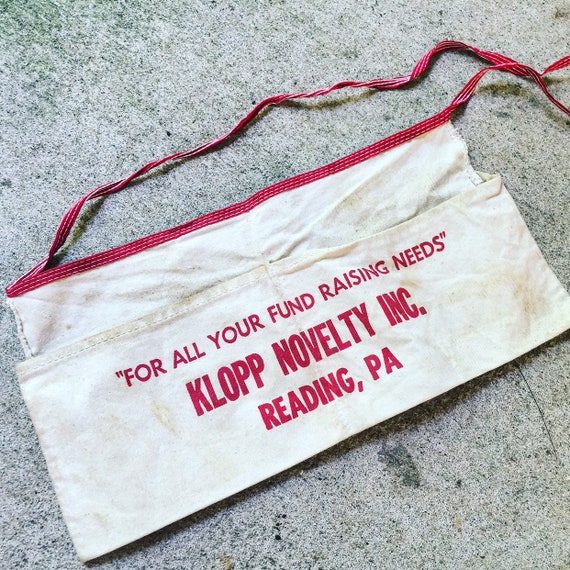 "FOR ALL YOUR FUND RAISING NEEDS"
KLOPP NOVELTY INC.
READING, PA